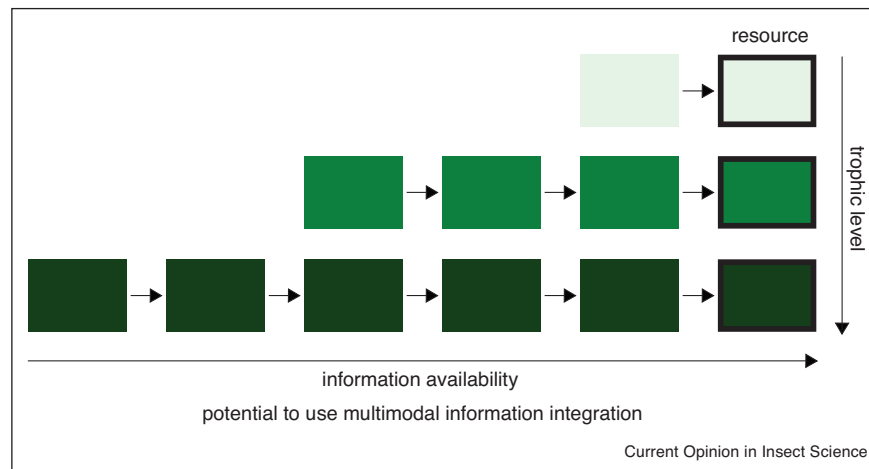 resource
trophic level
information availability
potential to use multimodal information integration
Current Opinion in Insect Science